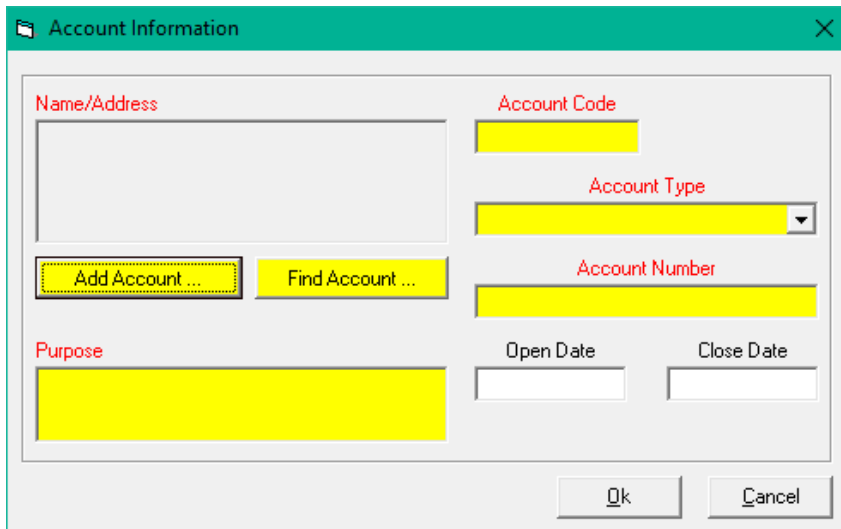 Account Information
Name/Address
Account Code
Account Type
Add Account ...
Find Account ...
Account Number
Purpose
Open Date
Close Date
Ok
Cancel